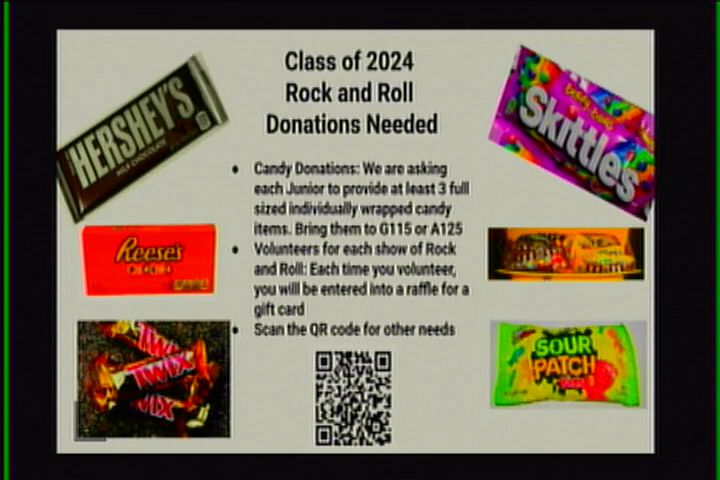 Class of 2024
Rock and Roll
Donations Needed
HERSHEY'S
MILK CHOCOLATE
Skittles
• Candy Donations: We are asking
each Junior to provide at least 3 full
sized individually wrapped candy
items. Bring them to G115 or A125
• Volunteers for each show of Rock
and Roll: Each time you volunteer,
you will be entered into a raffle for a
gift card
• Scan the QR code for other needs
Reese's
TWIX
TWIX
TWIX
SOUR
PATCH